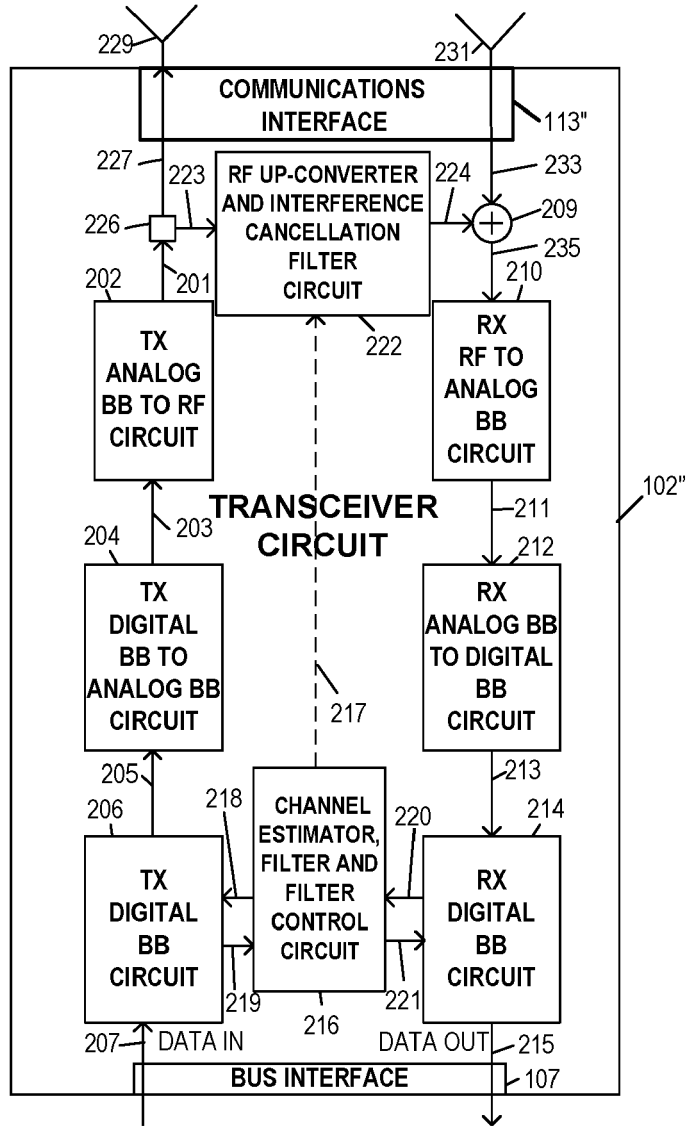 229
231
COMMUNICATIONS
INTERFACE
113"
227
223
RF UP-CONVERTER
AND INTERFERENCE
CANCELLATION
FILTER
CIRCUIT
224
233
226
209
235
202
201
210
222
TX
ANALOG
BB TO RF
CIRCUIT
RX
RF TO
ANALOG
BB
CIRCUIT
203
TRANSCEIVER
CIRCUIT
211
102"
204
212
TX
DIGITAL
BB TO
ANALOG BB
CIRCUIT
RX
ANALOG BB
TO DIGITAL
BB
CIRCUIT
217
205
213
206
218
CHANNEL
ESTIMATOR,
FILTER AND
FILTER
CONTROL
CIRCUIT
220
214
TX
DIGITAL
BB
CIRCUIT
RX
DIGITAL
BB
CIRCUIT
219
221
216
207
DATA IN
DATA OUT
215
BUS INTERFACE
107